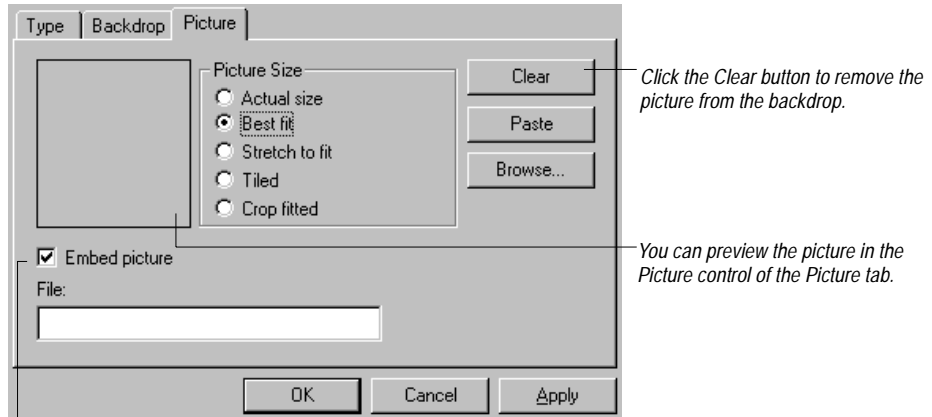 Type Backdrop Picture
Picture Size
Actual size
Best fit
Stretch to fit
Tiled
Crop fitted
Clear
Paste
Browse...
Click the Clear button to remove the
picture from the backdrop.
You can preview the picture in the
Picture control of the Picture tab.
Embed picture
File:
OK Cancel Apply